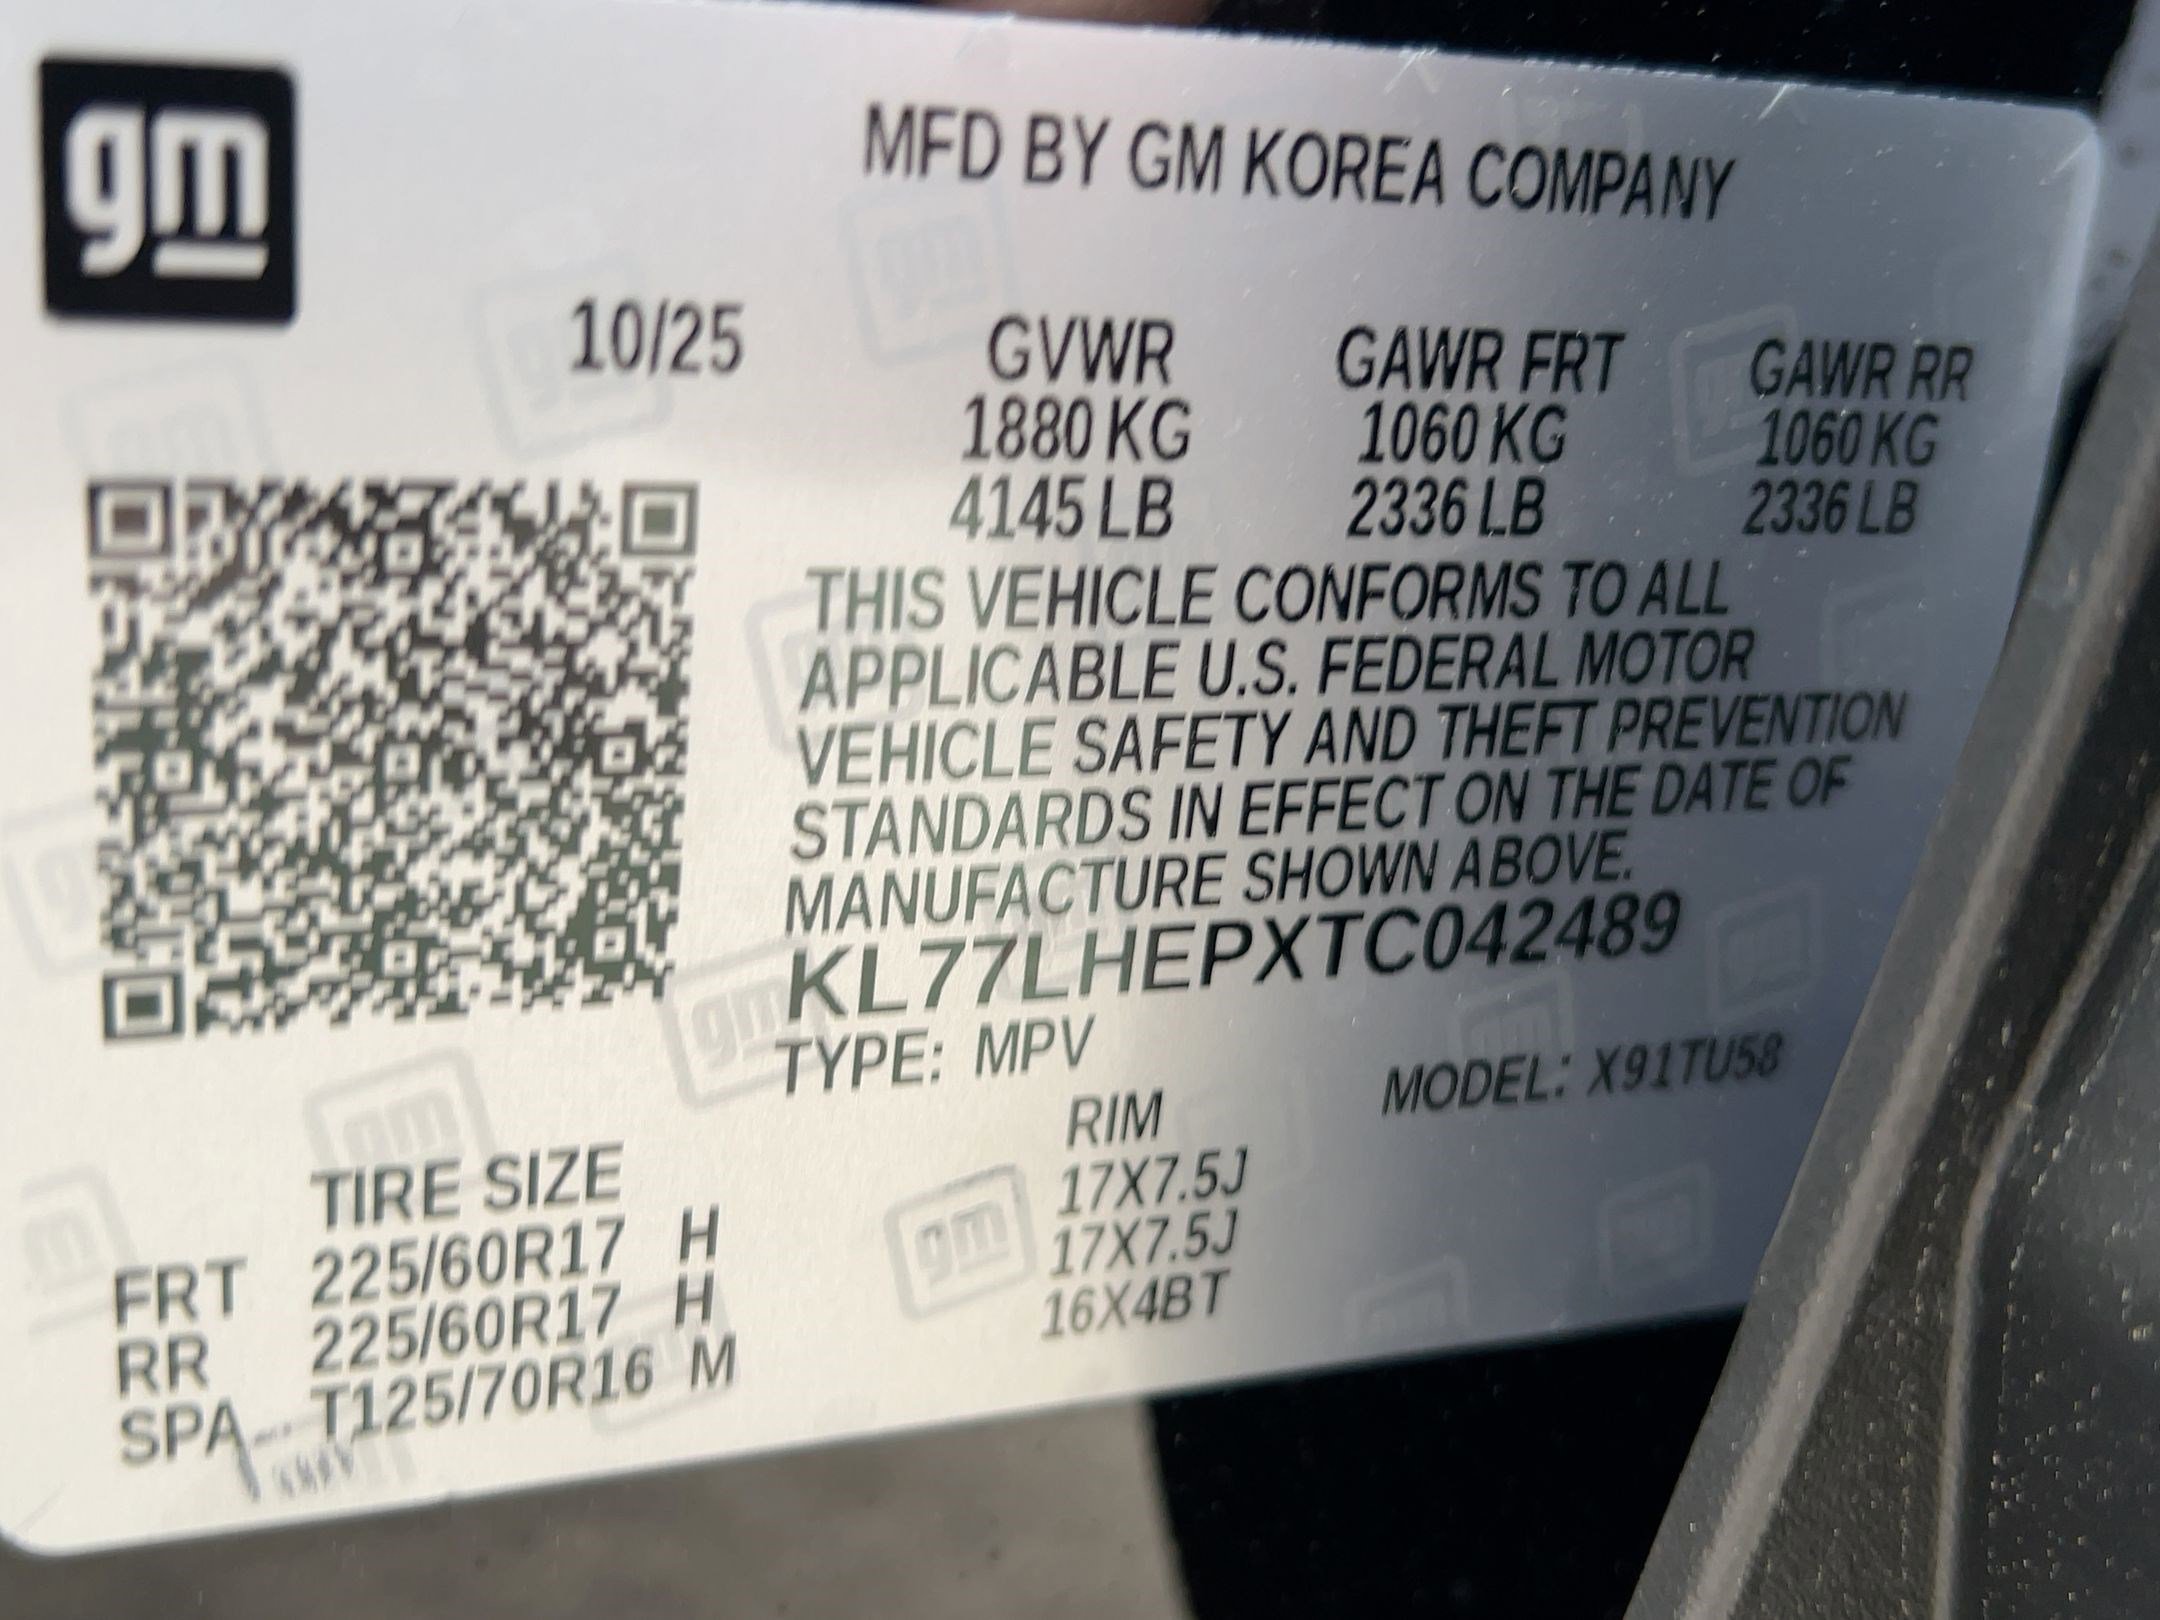 gm
MFD BY GM KOREA COMPANY
10/25 GVWR GAWR FRT GAWR RR
1880 KG 1060 KG 1060 KG
4145 LB 2336 LB 2336 LB
THIS VEHICLE CONFORMS TO ALL
APPLICABLE U.S. FEDERAL MOTOR
VEHICLE SAFETY AND THEFT PREVENTION
STANDARDS IN EFFECT ON THE DATE OF
MANUFACTURE SHOWN ABOVE.
KL77LHEPXTC042489
TYPE: MPV MODEL: X91TU58
TIRE SIZE RIM
FRT 225/60R17 H 17X7.5J
RR 225/60R17 H 17X7.5J
SPA T125/70R16 M 16X4BT